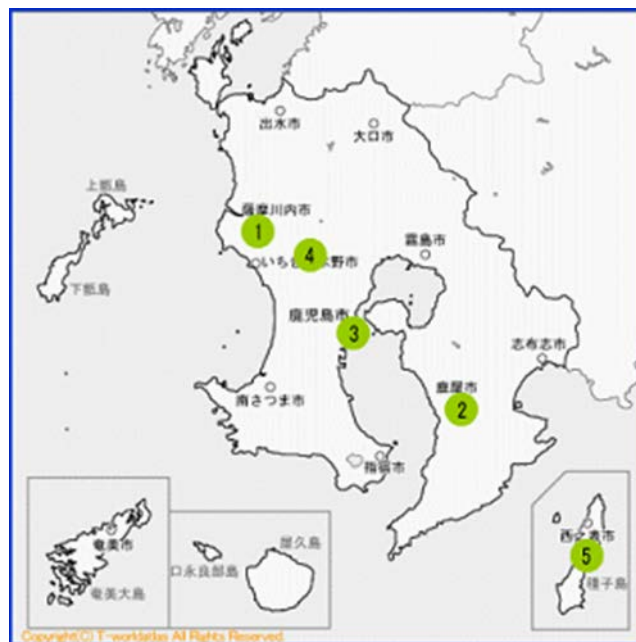 出水市
大口市
上甑島
薩摩川内市
1
霧島市
4
いち
野市
下甑島
鹿児島市
3
志布志市
鹿屋市
南さつま市
2
指宿市
西之表市
奄美市
屋久島
5
口永良部島
奄美大島
種子島
Copyright(C) T-worldatlas All Rights Reserved.